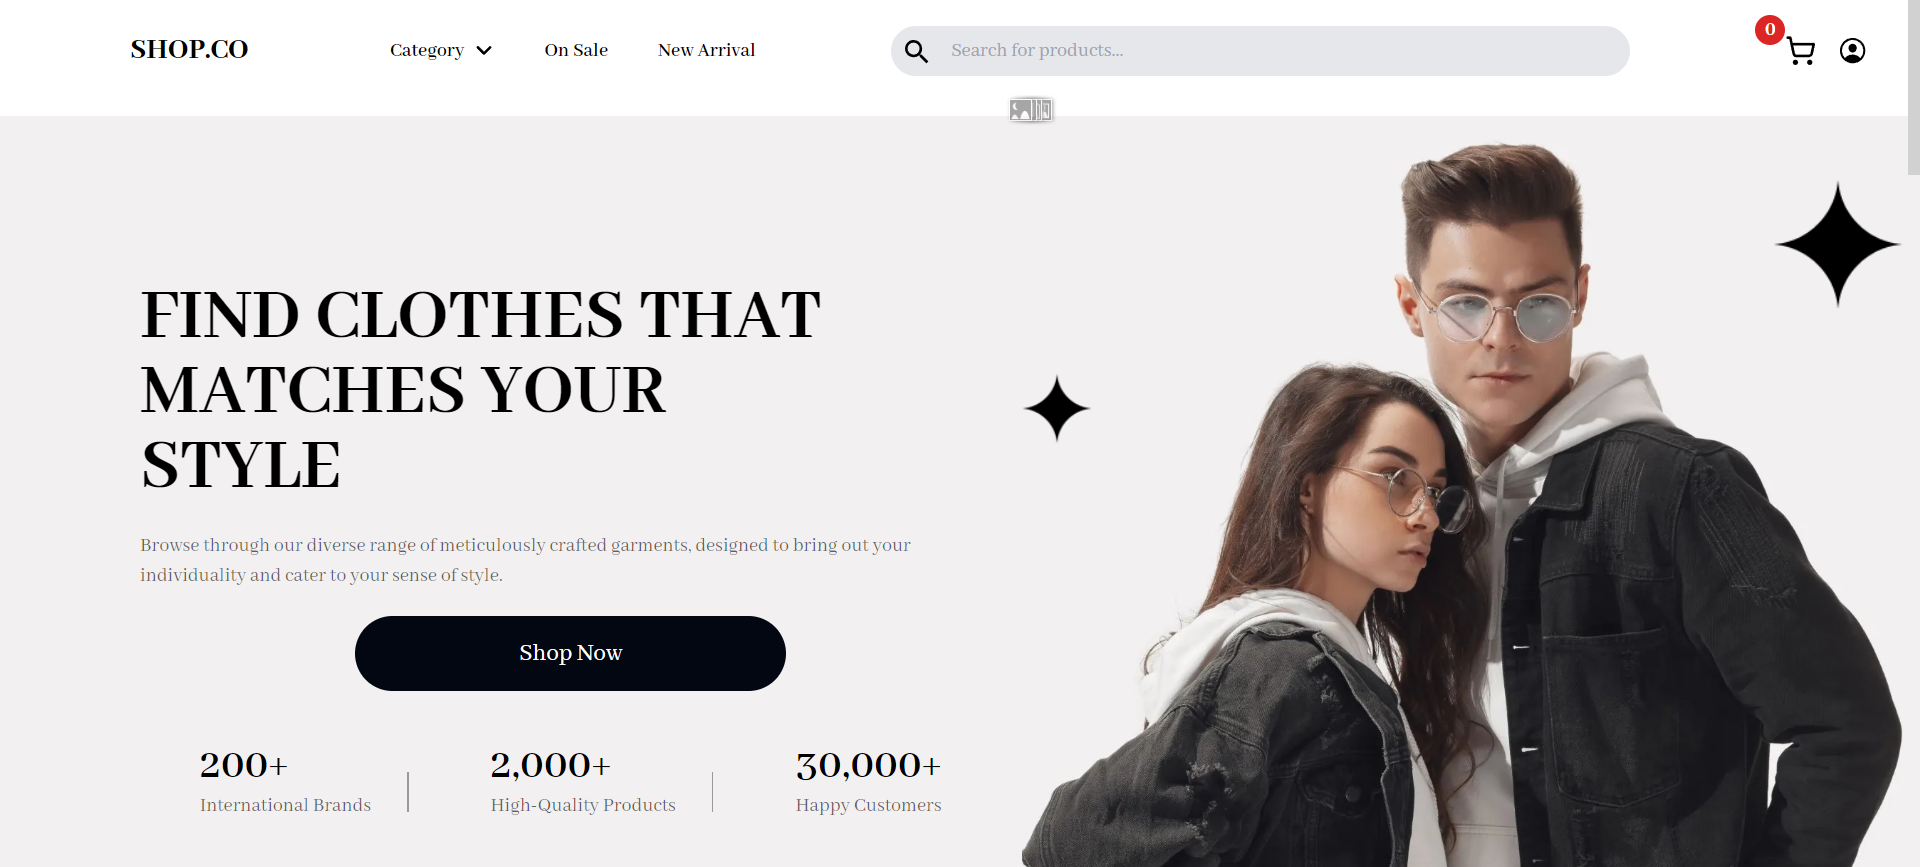 SHOP.CO
Category
On Sale
New Arrival
Search for products...
0
FIND CLOTHES THAT
MATCHES YOUR
STYLE
Browse through our diverse range of meticulously crafted garments, designed to bring out your
individuality and cater to your sense of style.
Shop Now
200+
International Brands
2,000+
High-Quality Products
30,000+
Happy Customers